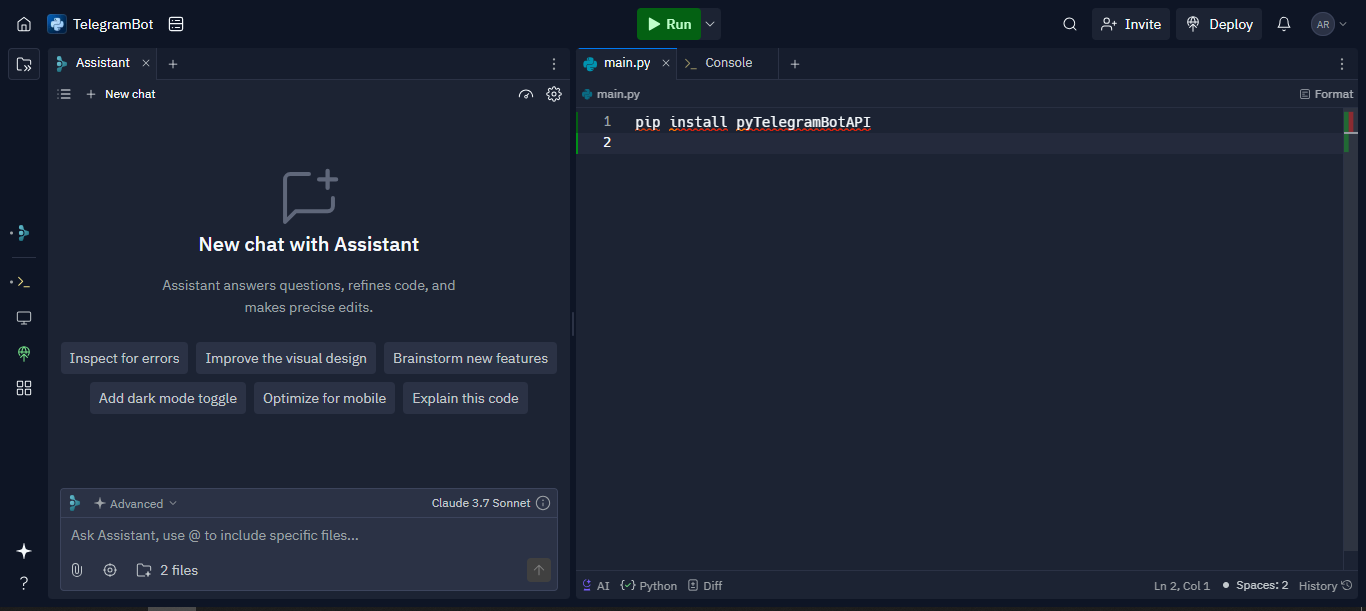 TelegramBot
Run
Invite
Deploy
AR
Assistant
New chat
New chat with Assistant
Assistant answers questions, refines code, and
makes precise edits.
Inspect for errors
Improve the visual design
Brainstorm new features
Add dark mode toggle
Optimize for mobile
Explain this code
Advanced
Claude 3.7 Sonnet
Ask Assistant, use @ to include specific files...
2 files
main.py
Console
main.py
Format
1 pip install pyTelegramBotAPI
2
AI
Python
Diff
Ln 2, Col 1
Spaces: 2
History